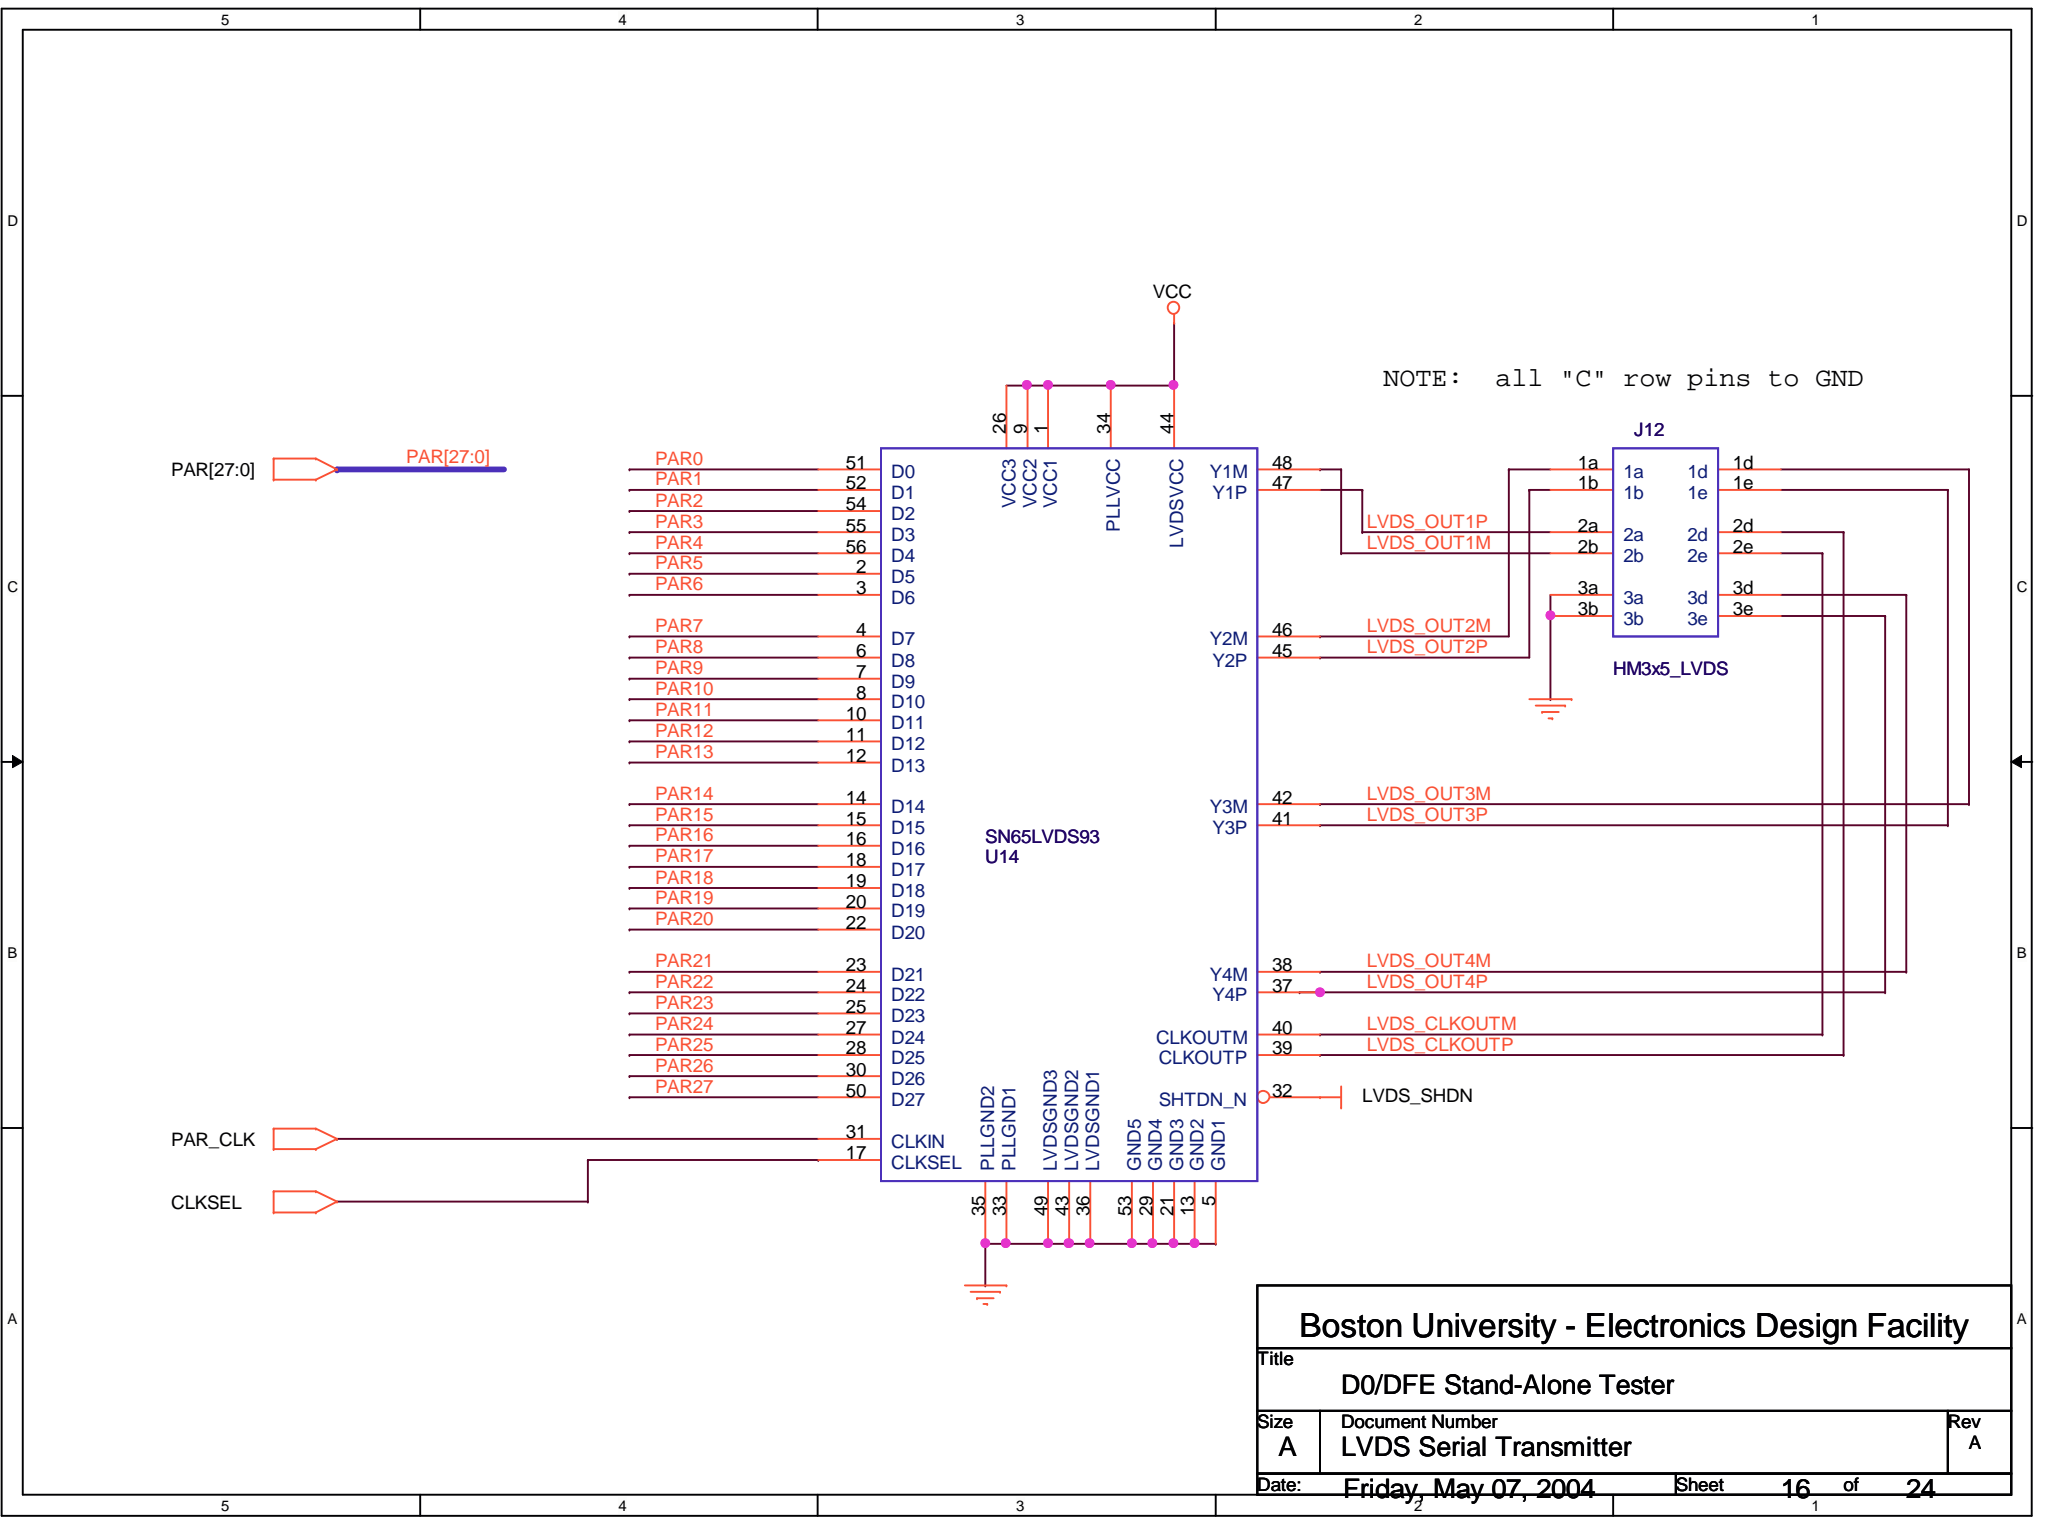 5 4 3 2 1
D D
VCC
NOTE: all "C" row pins to GND
J12
26 9 1 34 44
PAR[27:0] PAR[27:0]
VCC3 VCC2 VCC1 PLLVCC LVDSVCC
PAR0 51 D0 Y1M 48 1a 1a 1d 1d
PAR1 52 D1 Y1P 47 1b 1b 1e 1e
PAR2 54 D2
PAR3 55 D3 LVDS_OUT1P 2a 2a 2d 2d
PAR4 56 D4 LVDS_OUT1M 2b 2b 2e 2e
PAR5 2 D5
PAR6 3 D6 3a 3a 3d 3d
C C
3b 3b 3e 3e
PAR7 4 D7 Y2M 46 LVDS_OUT2M
PAR8 6 D8 Y2P 45 LVDS_OUT2P
HM3x5_LVDS
PAR9 7 D9
PAR10 8 D10
PAR11 10 D11
PAR12 11 D12
PAR13 12 D13
PAR14 14 D14 Y3M 42 LVDS_OUT3M
PAR15 15 D15 Y3P 41 LVDS_OUT3P
PAR16 16 D16
SN65LVDS93
U14
PAR17 18 D17
PAR18 19 D18
PAR19 20 D19
PAR20 22 D20
B B
PAR21 23 D21 Y4M 38 LVDS_OUT4M
PAR22 24 D22 Y4P 37 LVDS_OUT4P
PAR23 25 D23
PAR24 27 D24 CLKOUTM 40 LVDS_CLKOUTM
PAR25 28 D25 CLKOUTP 39 LVDS_CLKOUTP
PAR26 30 D26
PAR27 50 D27 SHTDN_N 32 LVDS_SHDN
PAR_CLK 31 CLKIN
17 CLKSEL
CLKSEL
PLLGND2 PLLGND1 LVDSGND3 LVDSGND2 LVDSGND1 GND5 GND4 GND3 GND2 GND1
35 33 49 43 36 53 29 21 13 5
A A
Boston University - Electronics Design Facility
Title
D0/DFE Stand-Alone Tester
Size Document Number Rev
A LVDS Serial Transmitter A
Date: Friday, May 07, 2004 Sheet 16 of 24
5 4 3 2 1